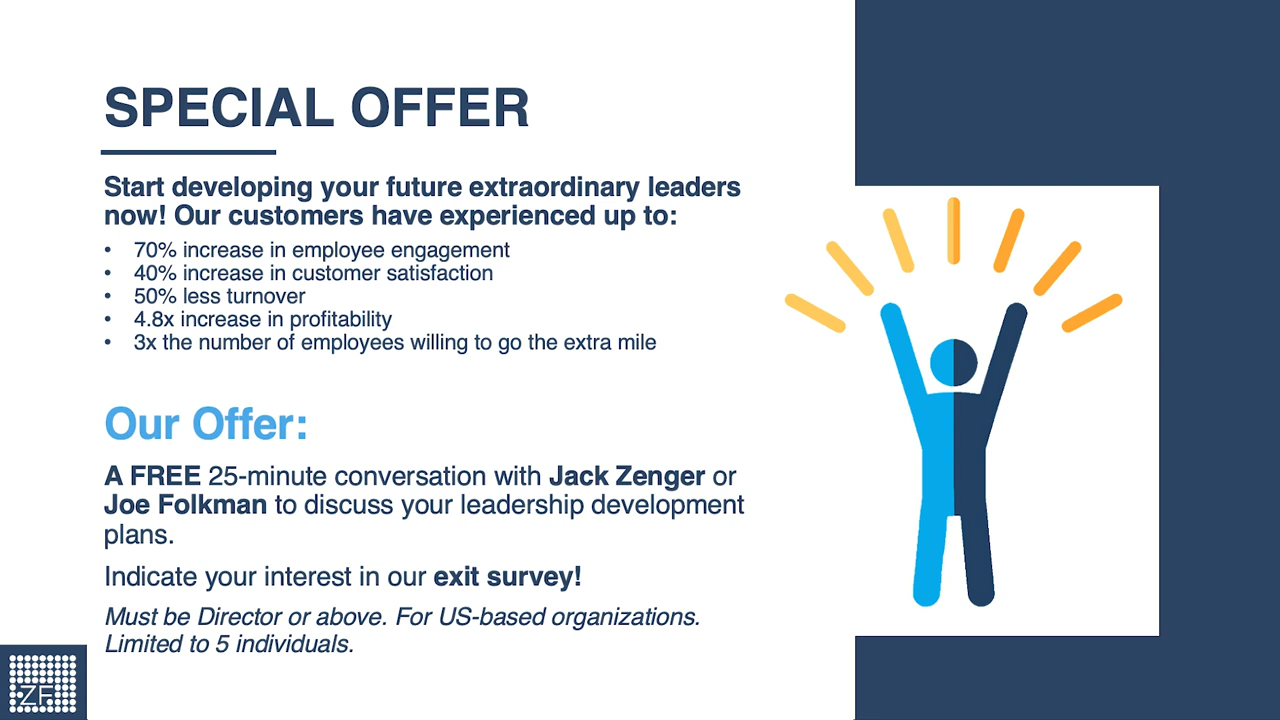 SPECIAL OFFER
Start developing your future extraordinary leaders
now! Our customers have experienced up to:
• 70% increase in employee engagement
• 40% increase in customer satisfaction
• 50% less turnover
• 4.8x increase in profitability
• 3x the number of employees willing to go the extra mile
Our Offer:
A FREE 25-minute conversation with Jack Zenger or
Joe Folkman to discuss your leadership development
plans.
Indicate your interest in our exit survey!
Must be Director or above. For US-based organizations.
Limited to 5 individuals.
ZF